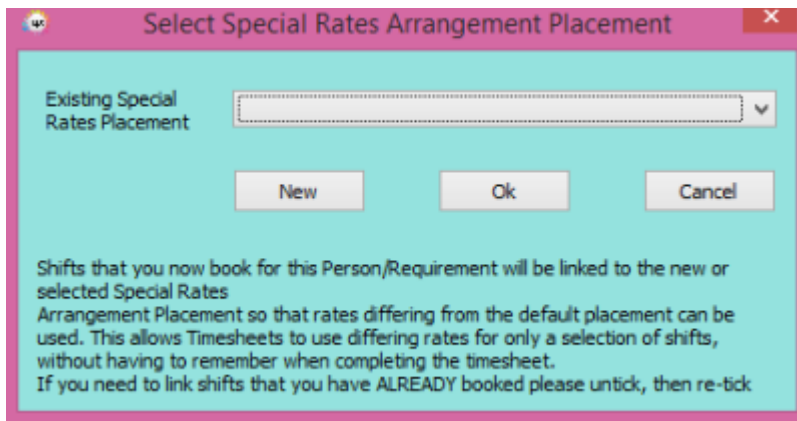 Select Special Rates Arrangement Placement
Existing Special
Rates Placement
New Ok Cancel
Shifts that you now book for this Person/Requirement will be linked to the new or
selected Special Rates
Arrangement Placement so that rates differing from the default placement can be
used. This allows Timesheets to use differing rates for only a selection of shifts,
without having to remember when completing the timesheet.
If you need to link shifts that you have ALREADY booked please untick, then re-tick